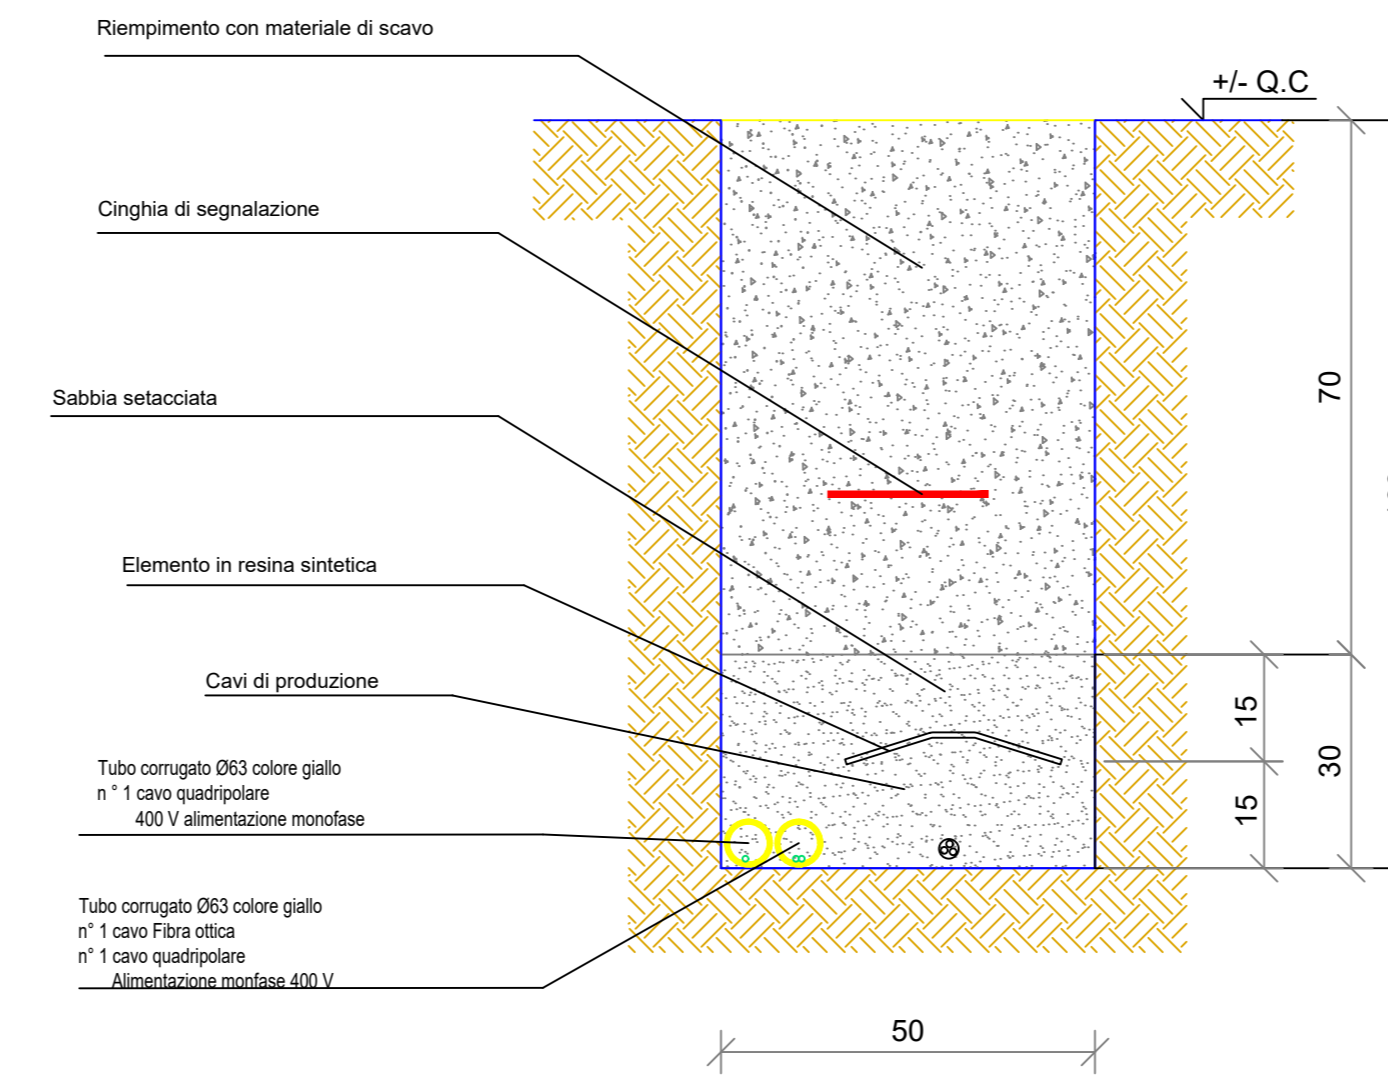 Riempimento con materiale di scavo
+/- Q.C
Cinghia di segnalazione
70
Sabbia setacciata
Elemento in resina sintetica
Cavi di produzione
15
30
15
Tubo corrugato Ø63 colore giallo
n ° 1 cavo quadripolare
400 V alimentazione monofase
Tubo corrugato Ø63 colore giallo
n° 1 cavo Fibra ottica
n° 1 cavo quadripolare
Alimentazione monfase 400 V
50